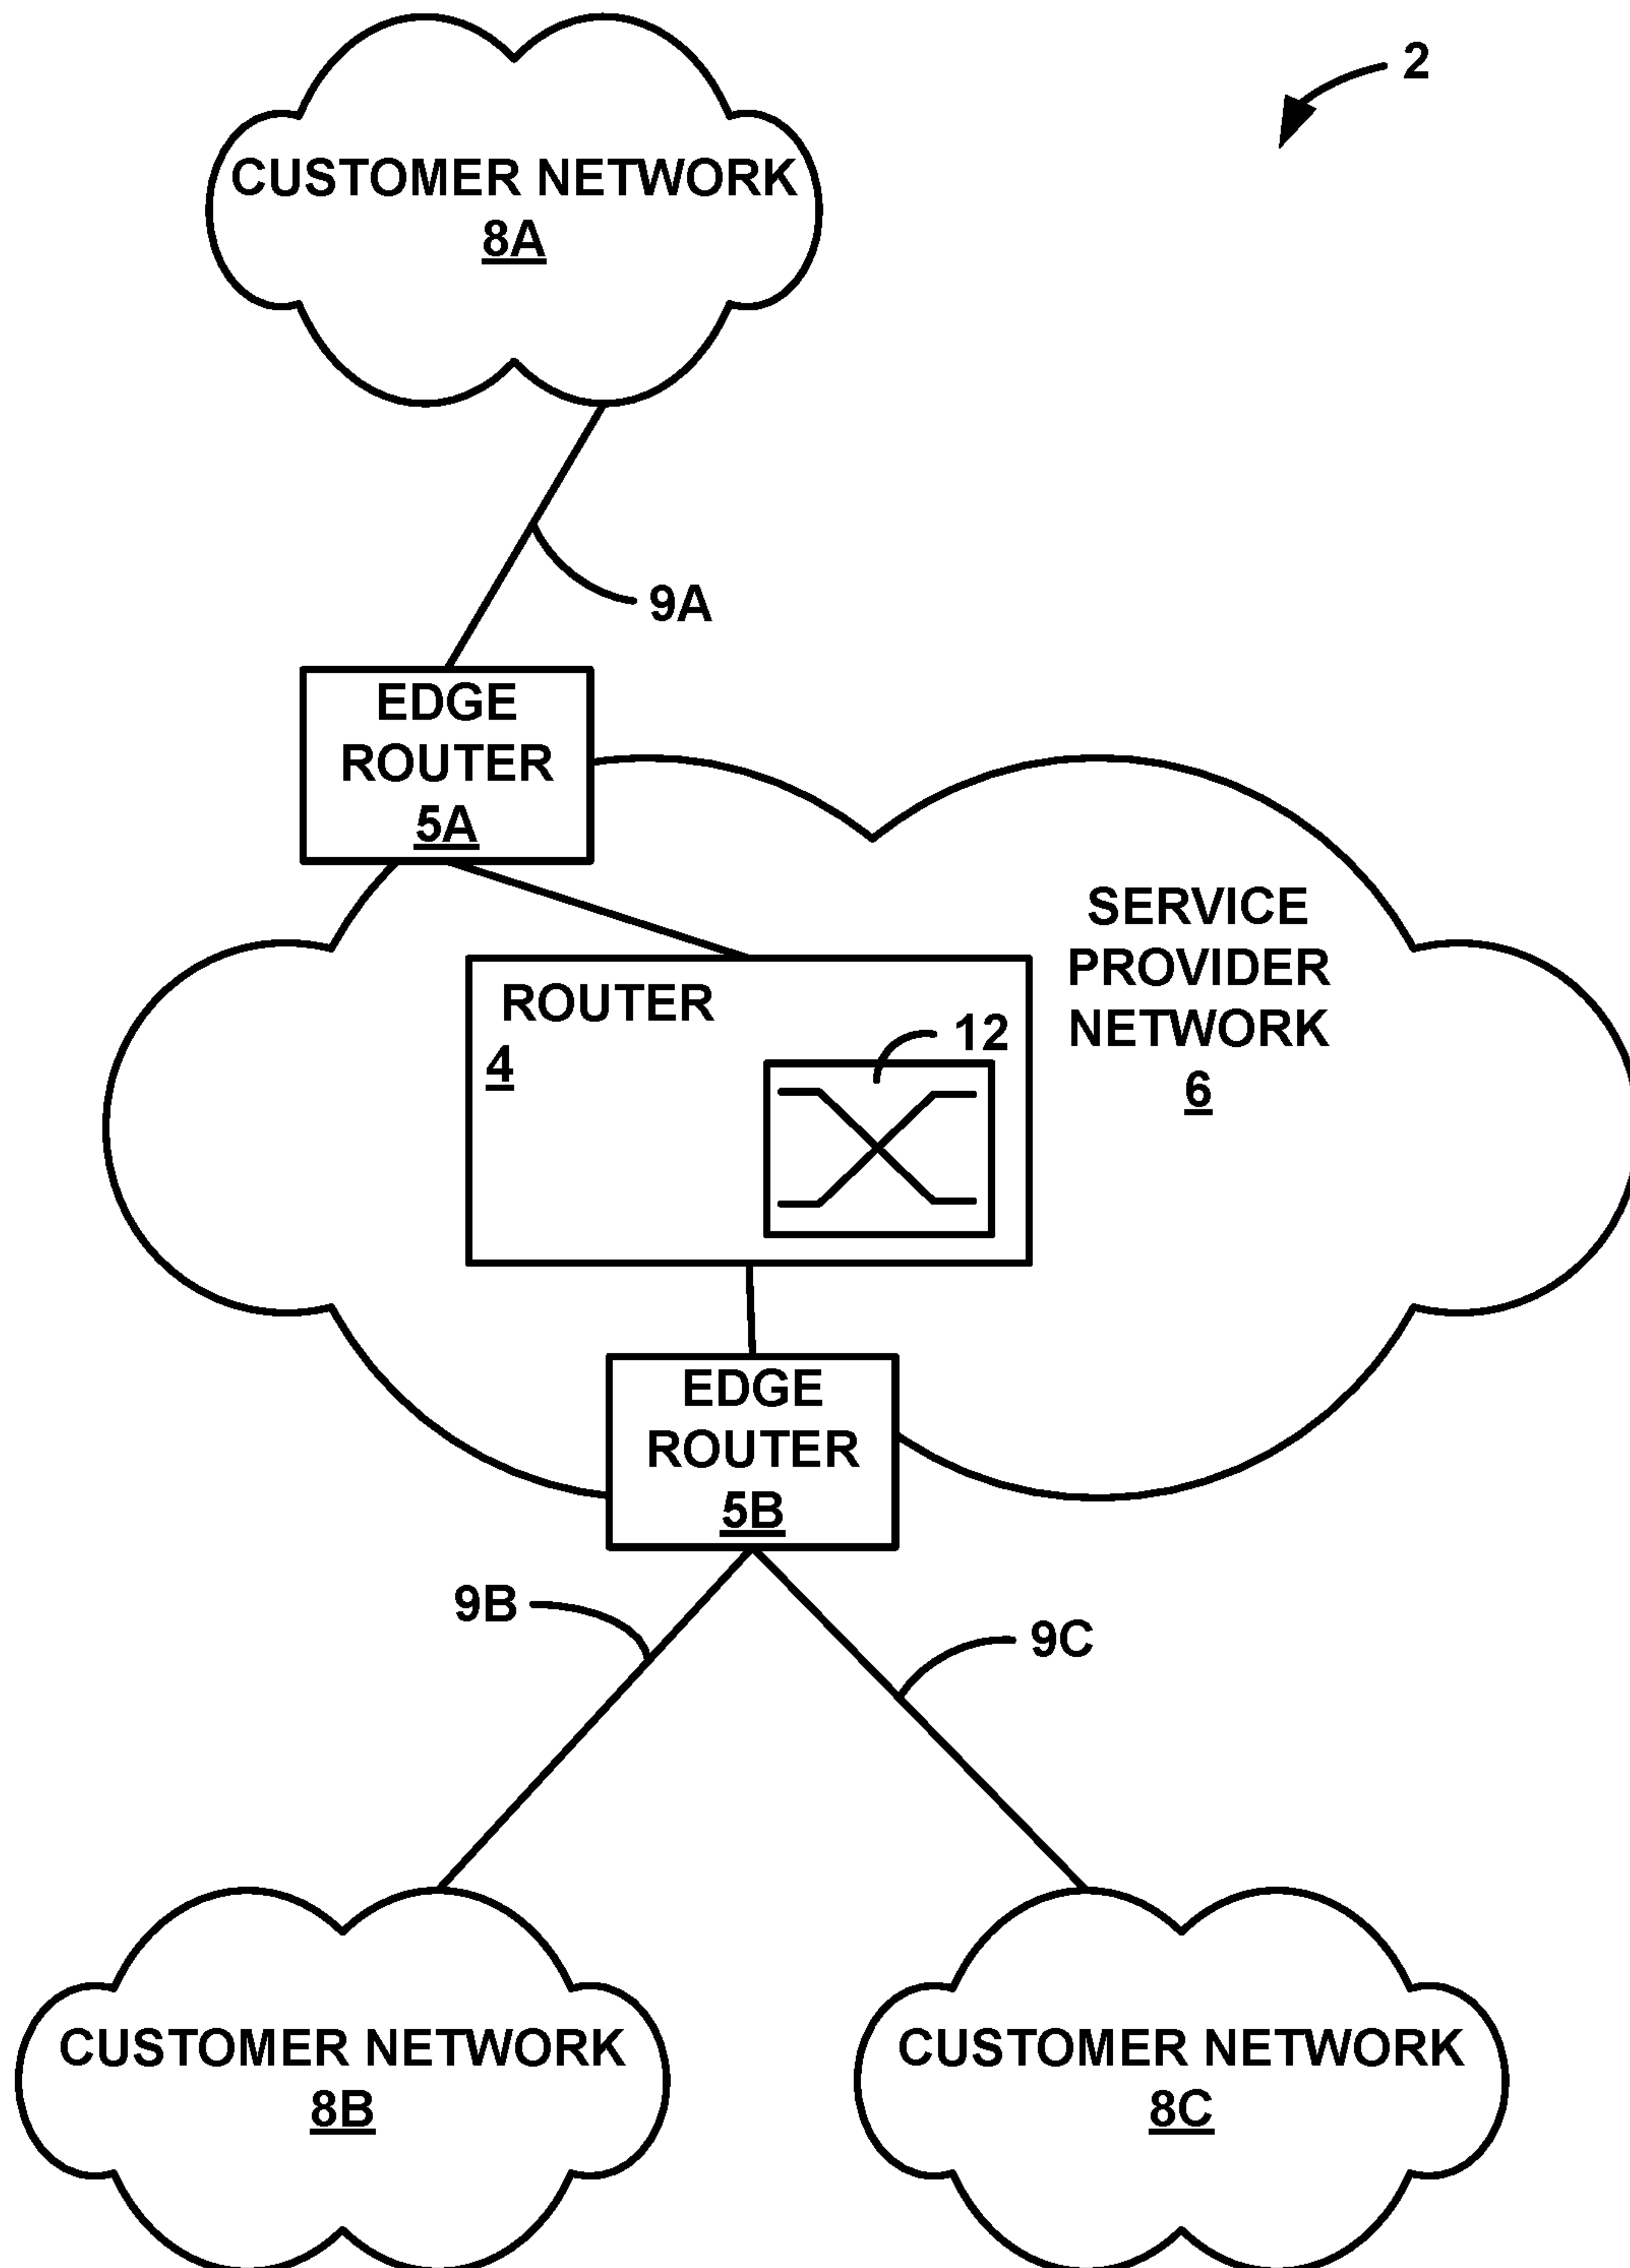 2
CUSTOMER NETWORK
8A
9A
EDGE
ROUTER
5A
SERVICE
PROVIDER
NETWORK
6
ROUTER
4
12
EDGE
ROUTER
5B
9B
9C
CUSTOMER NETWORK
8B
CUSTOMER NETWORK
8C